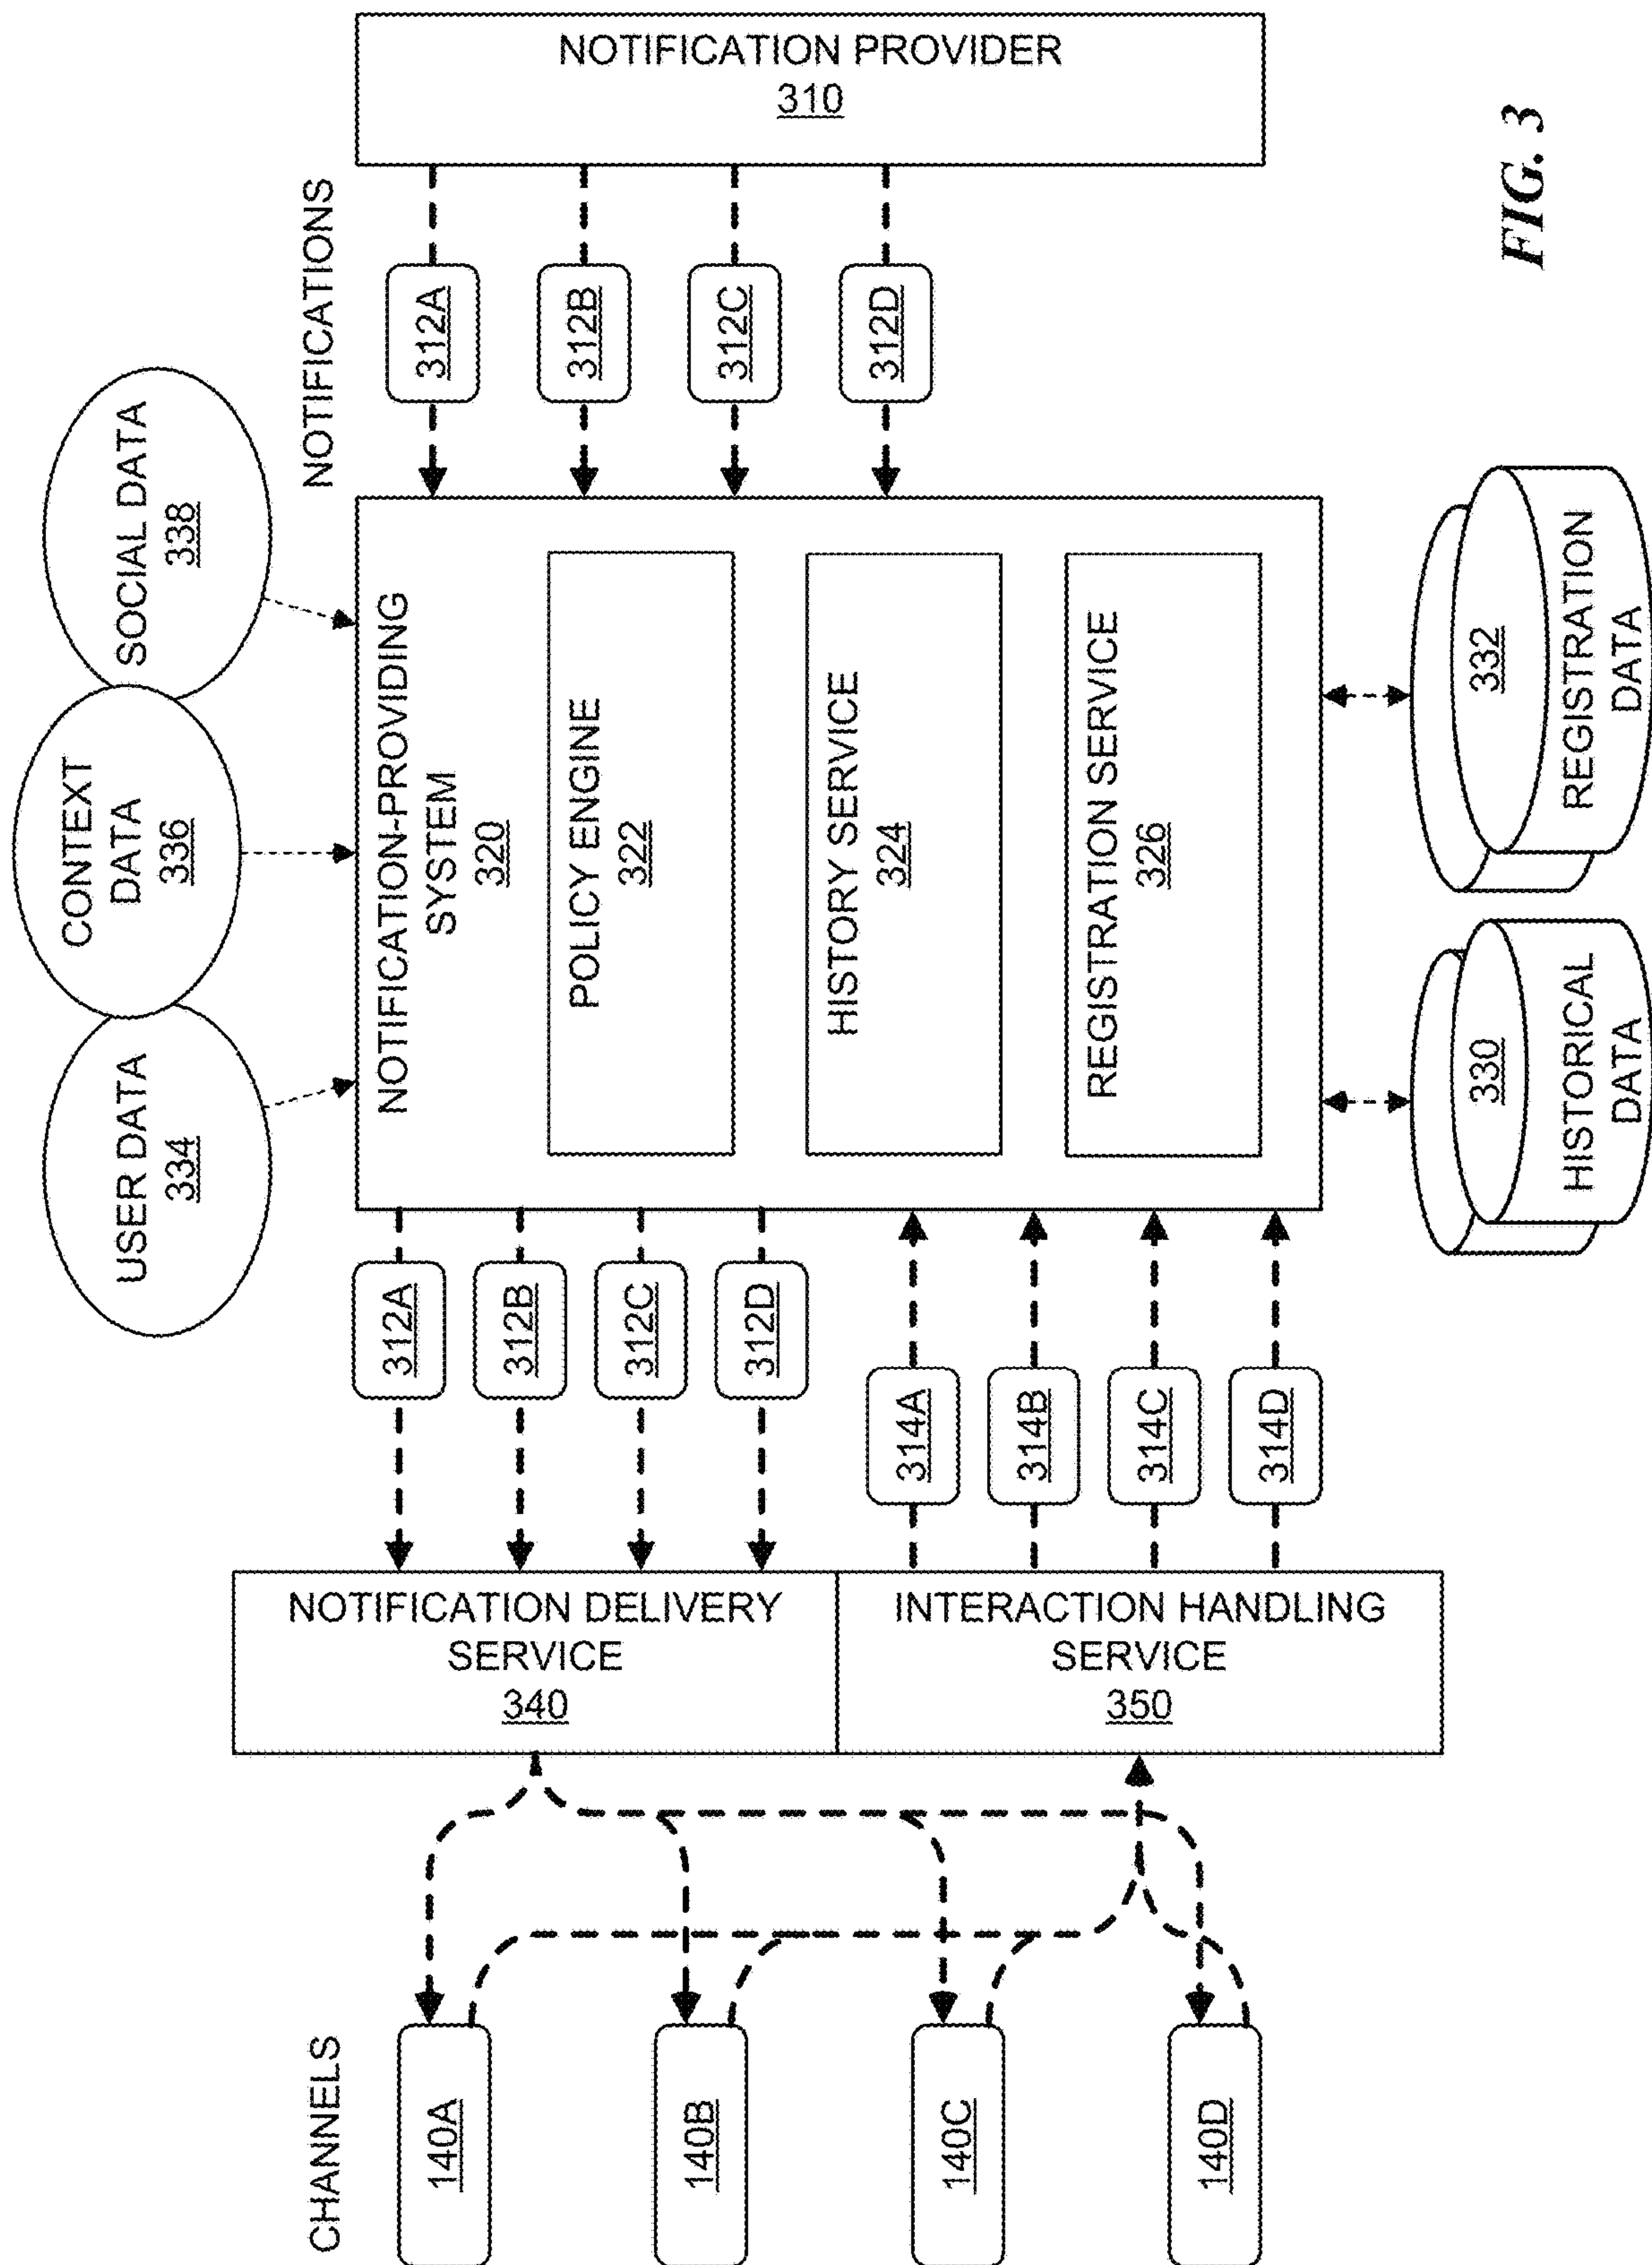 USER DATA
334
CONTEXT
DATA
336
SOCIAL DATA
338
CHANNELS
NOTIFICATIONS
140A
140B
140C
140D
NOTIFICATION DELIVERY
SERVICE
340
INTERACTION HANDLING
SERVICE
350
312A
312B
312C
312D
314A
314B
314C
314D
NOTIFICATION-PROVIDING
SYSTEM
320
POLICY ENGINE
322
HISTORY SERVICE
324
REGISTRATION SERVICE
326
312A
312B
312C
312D
NOTIFICATION PROVIDER
310
330
HISTORICAL
DATA
332
REGISTRATION
DATA
FIG. 3